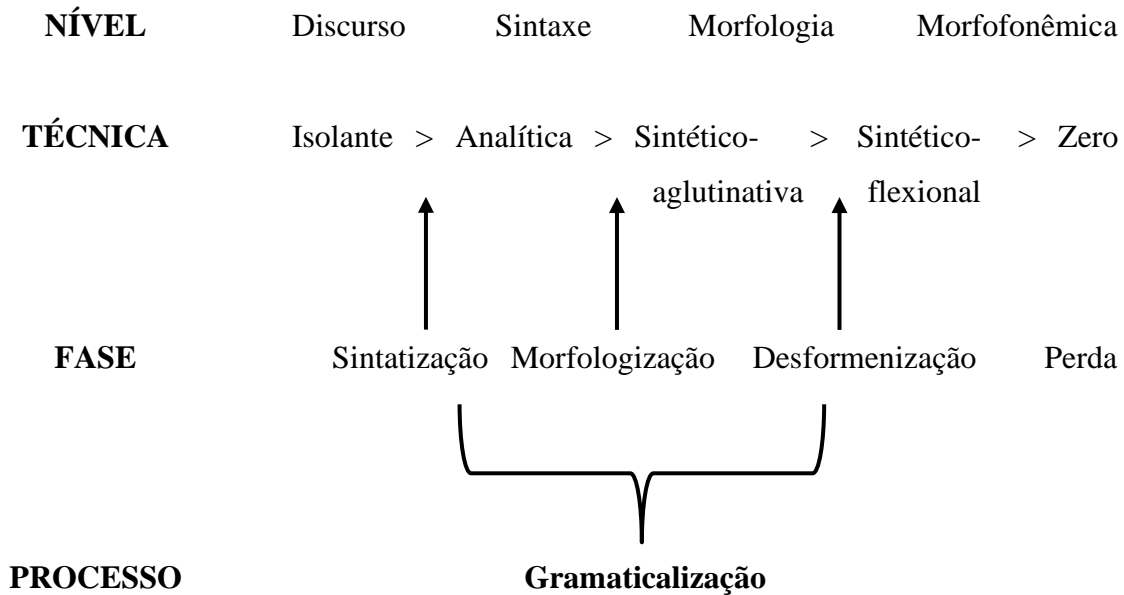 NÍVEL Discurso Sintaxe Morfologia Morfofonêmica
TÉCNICA Isolante > Analítica > Sintético- > Sintético- > Zero
aglutinativa flexional
FASE Sintatização Morfologização Desformenização Perda
PROCESSO Gramaticalização